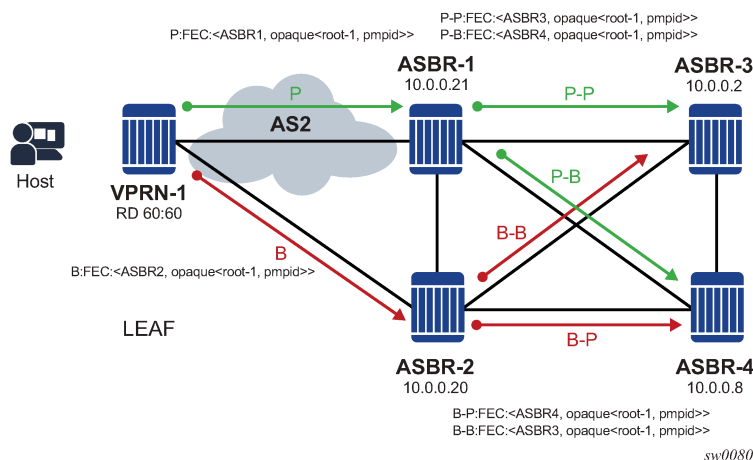 P-P:FEC:<ASBR3, opaque<root-1, pmpid>>
P:FEC:<ASBR1, opaque<root-1, pmpid>>
P-B:FEC:<ASBR4, opaque<root-1, pmpid>>
ASBR-1
10.0.0.21
ASBR-3
10.0.0.2
P
P-P
AS2
Host
VPRN-1
RD 60:60
P-B
B-B
B
B:FEC:<ASBR2, opaque<root-1, pmpid>>
LEAF
B-P
ASBR-2
10.0.0.20
ASBR-4
10.0.0.8
B-P:FEC:<ASBR4, opaque<root-1, pmpid>>
B-B:FEC:<ASBR3, opaque<root-1, pmpid>>
sw0080